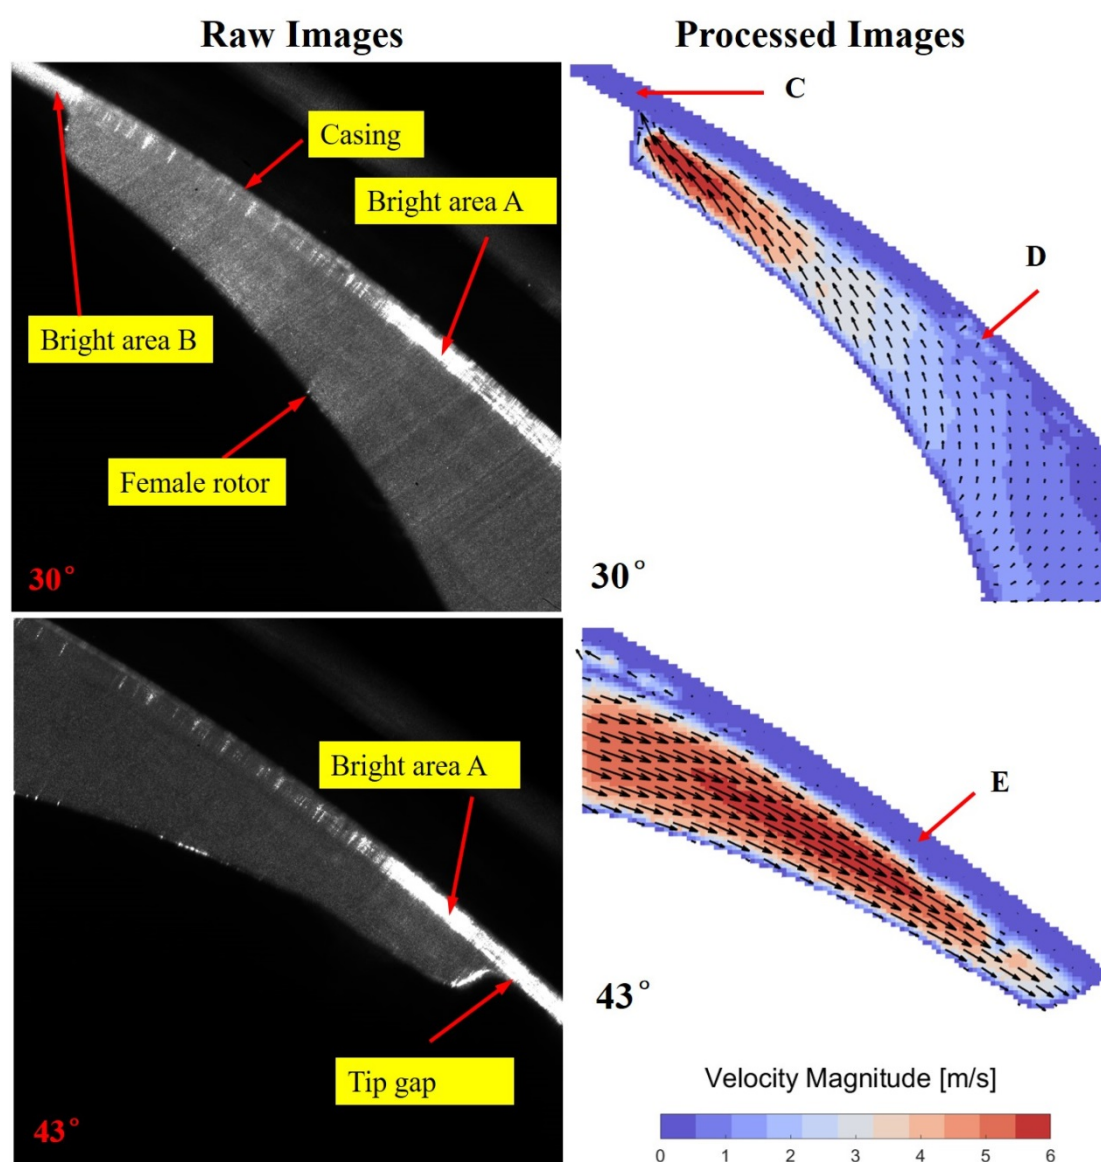 Raw Images
Processed Images
Casing
Bright area A
Bright area B
Female rotor
30°
C
D
30°
Bright area A
Tip gap
43°
E
43°
Velocity Magnitude [m/s]
0 1 2 3 4 5 6